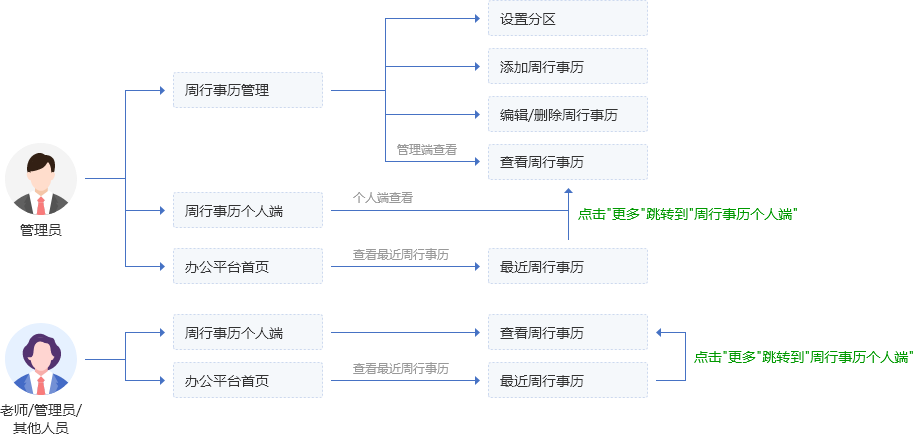 设置分区
添加周行事历
周行事历管理
编辑/删除周行事历
管理端查看
查看周行事历
个人端查看
周行事历个人端
点击"更多"跳转到"周行事历个人端"
管理员
查看最近周行事历
办公平台首页
最近周行事历
周行事历个人端
查看周行事历
点击"更多"跳转到"周行事历个人端"
查看最近周行事历
办公平台首页
最近周行事历
老师/管理员/
其他人员